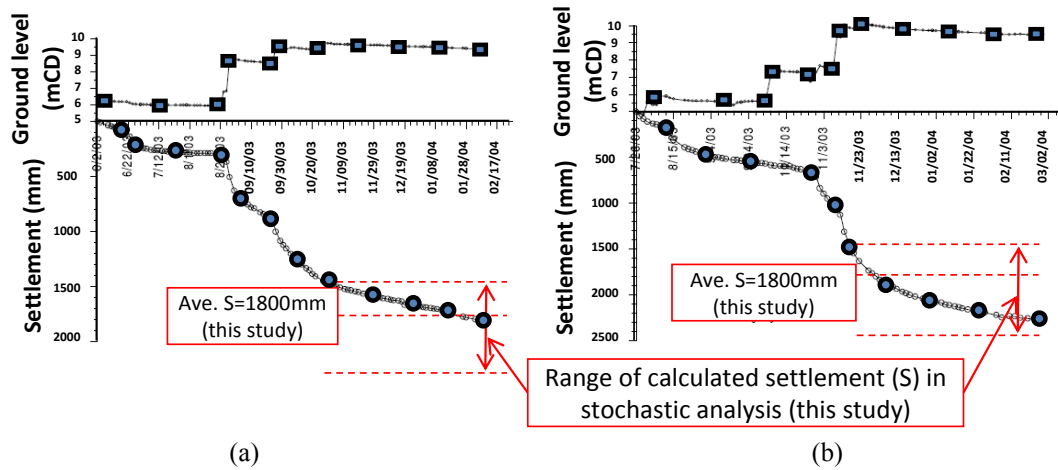 (a)
(b)
Ground level
(mCD)
10
9
8
7
6
5
Settlement (mm)
500
1000
1500
2000
6/22/
7/12/03
09/10/03
09/30/03
10/20/03
11/09/03
11/29/03
12/19/03
01/08/04
01/28/04
02/17/04
Ave. S=1800mm
(this study)
Ground level
(mCD)
10
9
8
7
6
5
Settlement (mm)
500
1000
1500
2000
2500
10/14/03
11/3/03
11/23/03
12/13/03
01/02/04
01/22/04
02/11/04
03/02/04
Ave. S=1800mm
(this study)
Range of calculated settlement (S) in
stochastic analysis (this study)
(a)
(b)